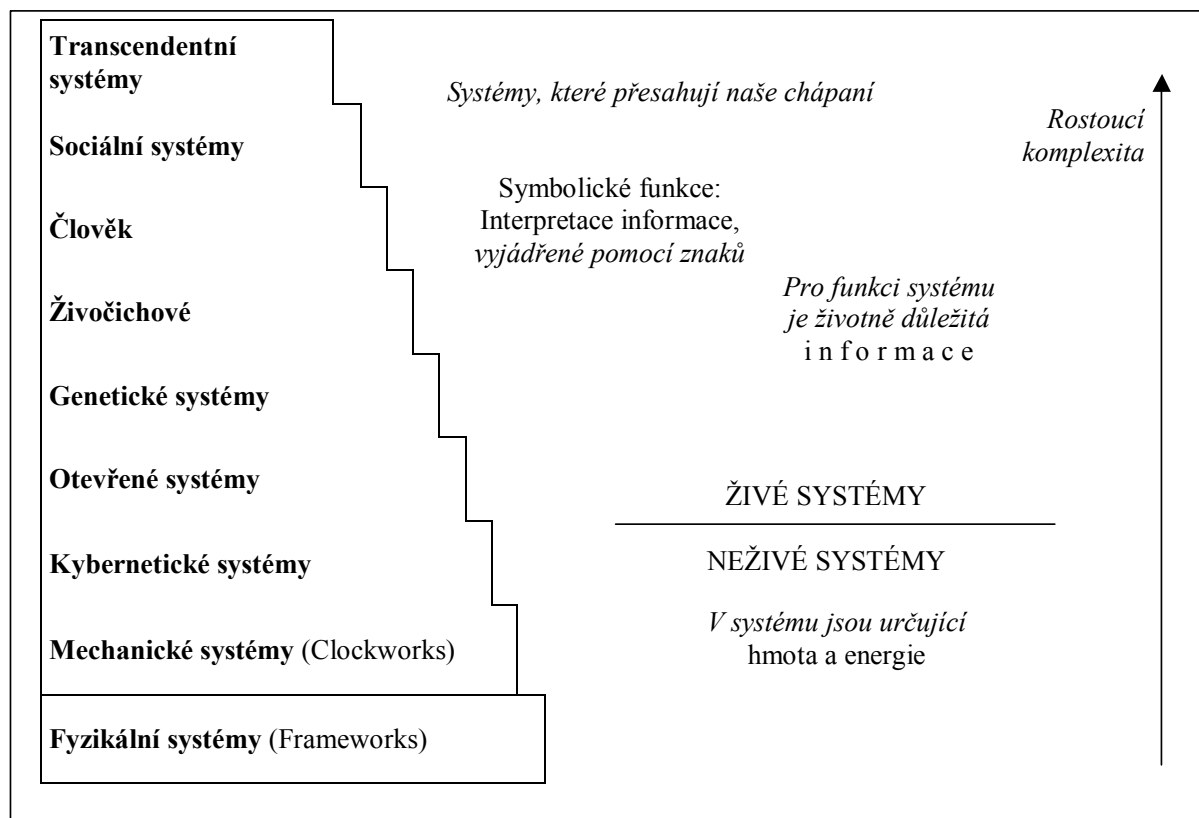 Transcendentní
systémy
Systémy, které přesahují naše chápaní
Rostoucí
komplexita
Sociální systémy
Symbolické funkce:
Interpretace informace,
vyjádřené pomocí znaků
Člověk
Pro funkci systému
je životně důležitá
i n f o r m a c e
Živočichové
Genetické systémy
Otevřené systémy
ŽIVÉ SYSTÉMY
NEŽIVÉ SYSTÉMY
Kybernetické systémy
V systému jsou určující
hmota a energie
Mechanické systémy (Clockworks)
Fyzikální systémy (Frameworks)